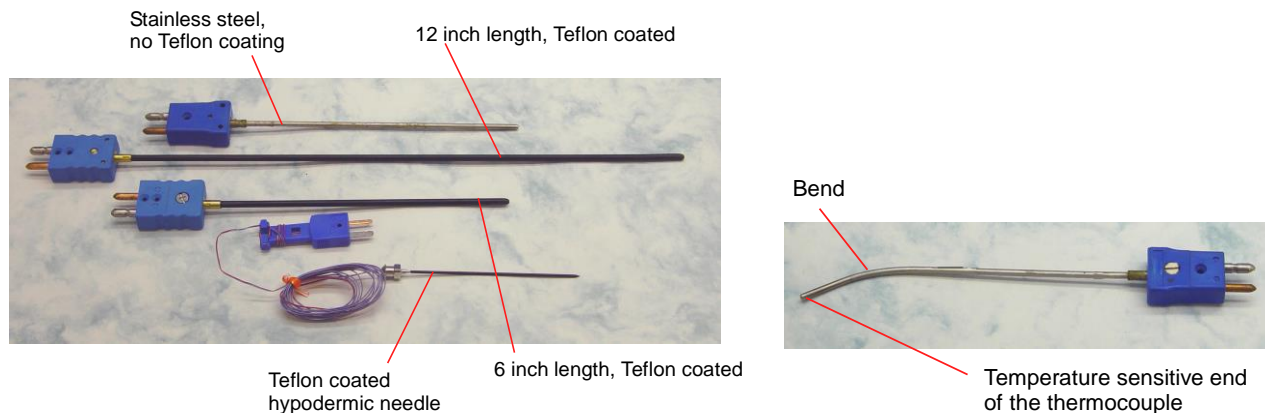 Stainless steel,
no Teflon coating
12 inch length, Teflon coated
Teflon coated
hypodermic needle
6 inch length, Teflon coated
Bend
Temperature sensitive end
of the thermocouple